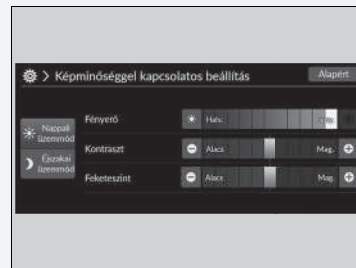 > Képminőséggel kapcsolatos beállítás
Alapért
Fényerő
Halv.
Nappali
üzemmód
Kontraszt
Alacs
Mag.
Éjszakai
üzemmód
Feketeszint
Alacs
Mag.